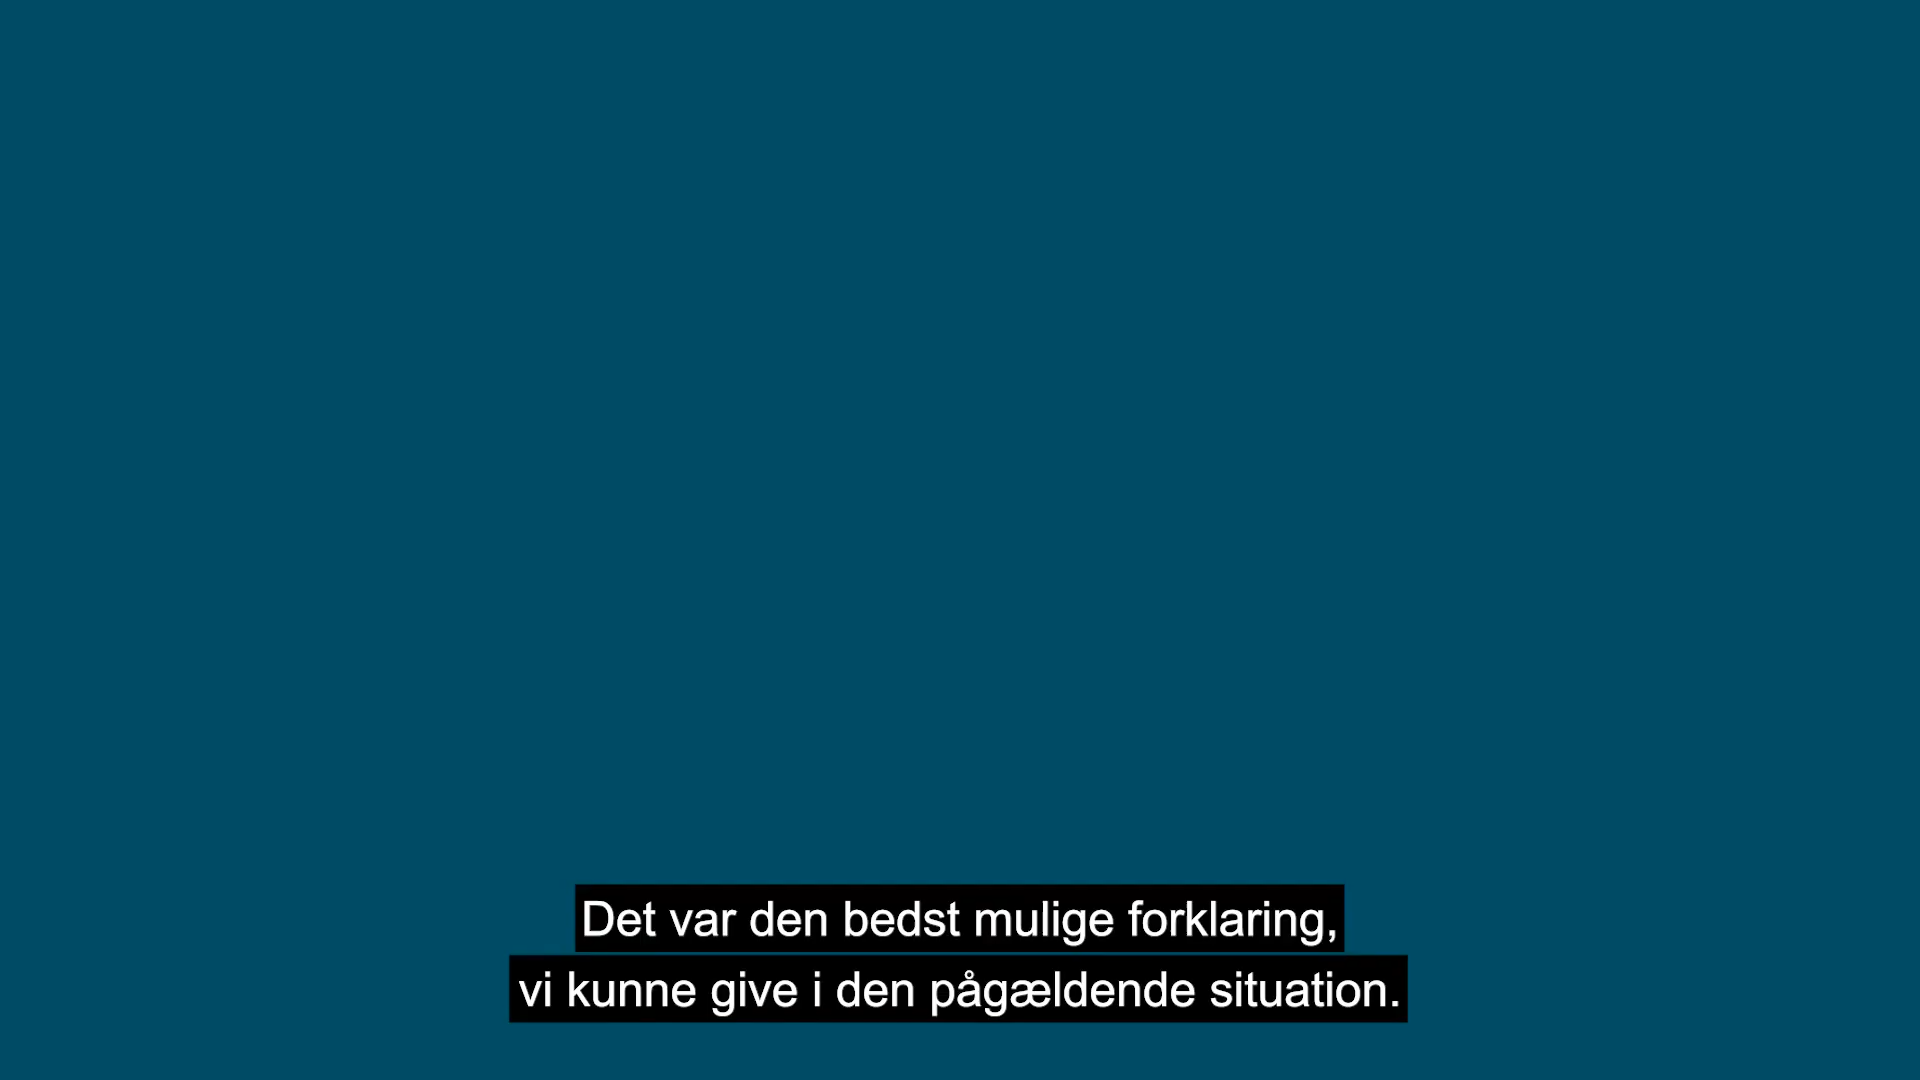 Det var den bedst mulige forklaring,
vi kunne give i den pågældende situation.